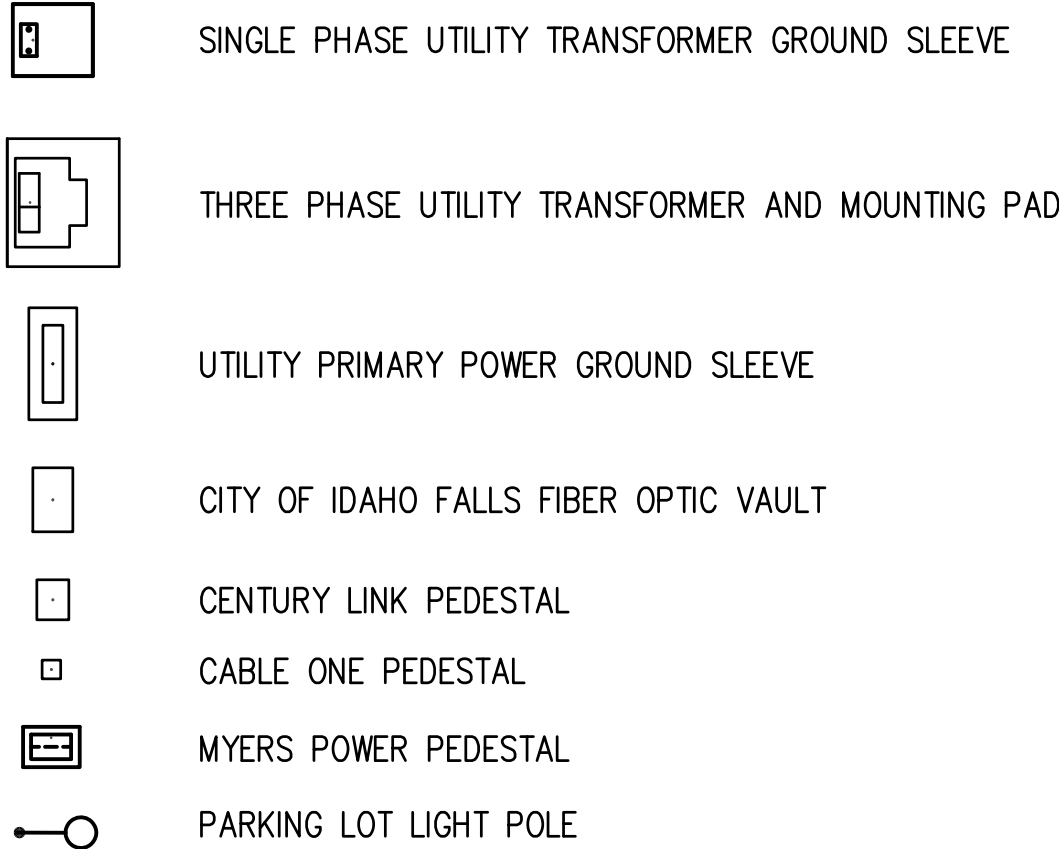 SINGLE PHASE UTILITY TRANSFORMER GROUND SLEEVE
THREE PHASE UTILITY TRANSFORMER AND MOUNTING PAD
UTILITY PRIMARY POWER GROUND SLEEVE
CITY OF IDAHO FALLS FIBER OPTIC VAULT
CENTURY LINK PEDESTAL
CABLE ONE PEDESTAL
MYERS POWER PEDESTAL
PARKING LOT LIGHT POLE